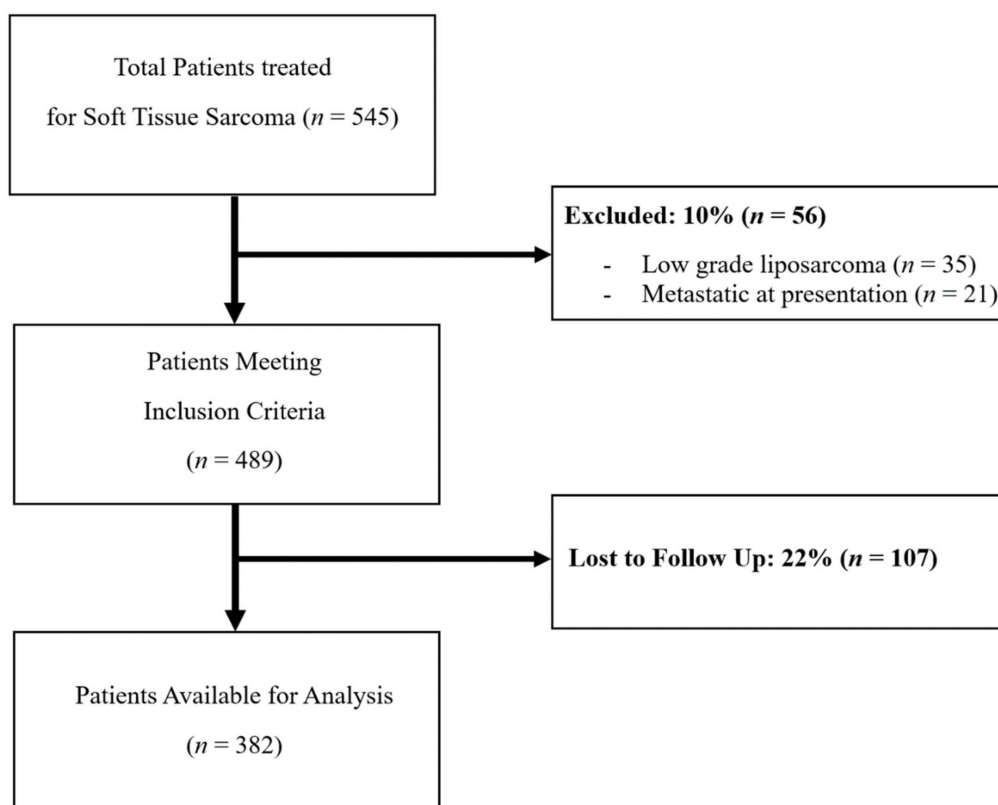 Total Patients treated
for Soft Tissue Sarcoma (n = 545)
Excluded: 10% (n = 56)
- Low grade liposarcoma (n = 35)
- Metastatic at presentation (n = 21)
Patients Meeting
Inclusion Criteria
(n = 489)
Lost to Follow Up: 22% (n = 107)
Patients Available for Analysis
(n = 382)